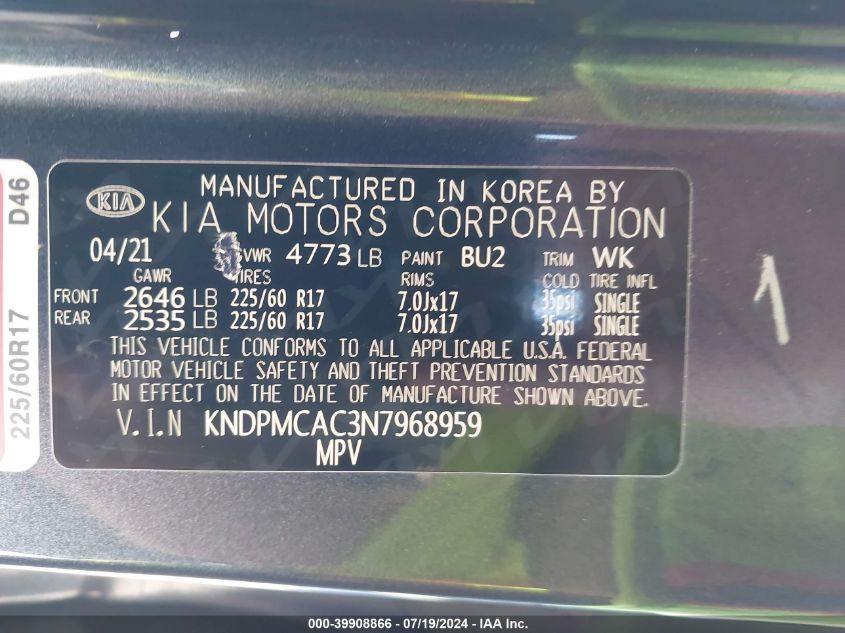 MANUFACTURED IN KOREA BY
KIA KIA MOTORS CORPORATION
04/21 VWR 4773 LB PAINT BU2 TRIM WK
GAWR IRES RIMS COLD TIRE INFL
FRONT 2646 LB 225/60 R17 7.0Jx17 35psi SINGLE
REAR 2535 LB 225/60 R17 7.0Jx17 35psi SINGLE
THIS VEHICLE CONFORMS TO ALL APPLICABLE U.S.A. FEDERAL
MOTOR VEHICLE SAFETY AND THEFT PREVENTION STANDARDS
IN EFFECT ON THE DATE OF MANUFACTURE SHOWN ABOVE.
V.I.N KNDPMCAC3N7968959
MPV
225/60R17 D46
1
000-39908866 - 07/19/2024 - IAAI - IAA Inc.